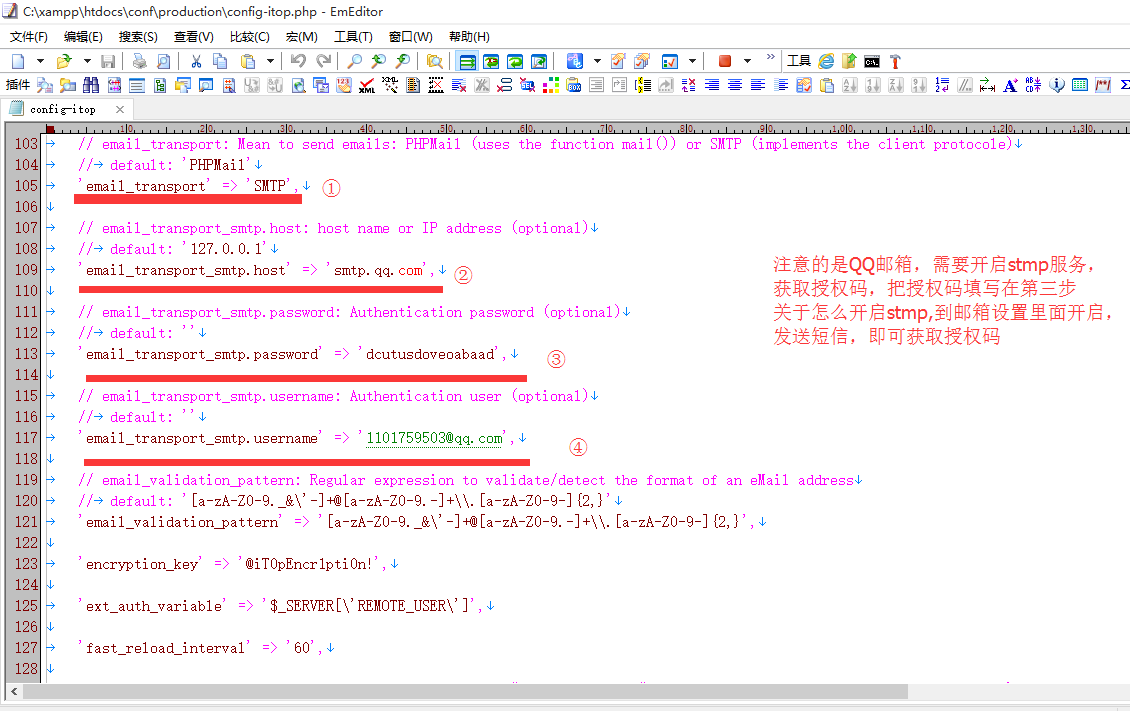 C:\xampp\htdocs\conf\production\config-itop.php - EmEditor
文件(F) 编辑(E) 搜索(S) 查看(V) 比较(C) 宏(M) 工具(T) 窗口(W) 帮助(H)
工具
插件
config-itop
103 // email_transport: Mean to send emails: PHPMail (uses the function mail()) or SMTP (implements the client protocole)
104 // default: 'PHPMail'
105 'email_transport' => 'SMTP', ①
106
107 // email_transport_smtp.host: host name or IP address (optional)
108 // default: '127.0.0.1'
109 'email_transport_smtp.host' => 'smtp.qq.com', ②
110
111 // email_transport_smtp.password: Authentication password (optional)
112 // default: ''
113 'email_transport_smtp.password' => 'dcutusdoveoabaad', ③
114
115 // email_transport_smtp.username: Authentication user (optional)
116 // default: ''
117 'email_transport_smtp.username' => '1101759503@qq.com', ④
118
119 // email_validation_pattern: Regular expression to validate/detect the format of an eMail address
120 // default: '[a-zA-Z0-9._&\'-]+@[a-zA-Z0-9.-]+\\.[a-zA-Z0-9-]{2,}'
121 'email_validation_pattern' => '[a-zA-Z0-9._&\'-]+@[a-zA-Z0-9.-]+\\.[a-zA-Z0-9-]{2,}',
122
123 'encryption_key' => '@iT0pEncr1pti0n!',
124
125 'ext_auth_variable' => '$_SERVER[\'REMOTE_USER\']',
126
127 'fast_reload_interval' => '60',
128
注意的是QQ邮箱，需要开启stmp服务，
获取授权码，把授权码填写在第三步
关于怎么开启stmp,到邮箱设置里面开启，
发送短信，即可获取授权码